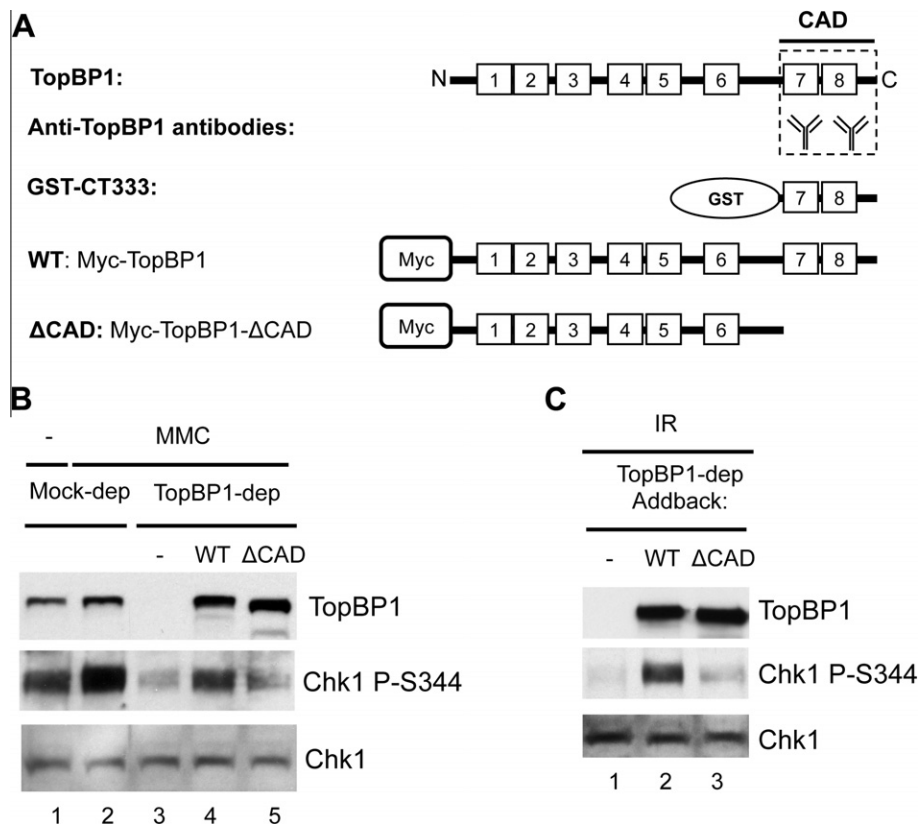 A
CAD
TopBP1: N 1 2 3 4 5 6 7 8 C
Anti-TopBP1 antibodies:
GST-CT333: GST 7 8
WT: Myc-TopBP1 Myc 1 2 3 4 5 6 7 8
ΔCAD: Myc-TopBP1-ΔCAD Myc 1 2 3 4 5 6
B
- MMC
Mock-dep TopBP1-dep
- WT ΔCAD
TopBP1
Chk1 P-S344
Chk1
1 2 3 4 5
C
IR
TopBP1-dep
Addback:
- WT ΔCAD
TopBP1
Chk1 P-S344
Chk1
1 2 3